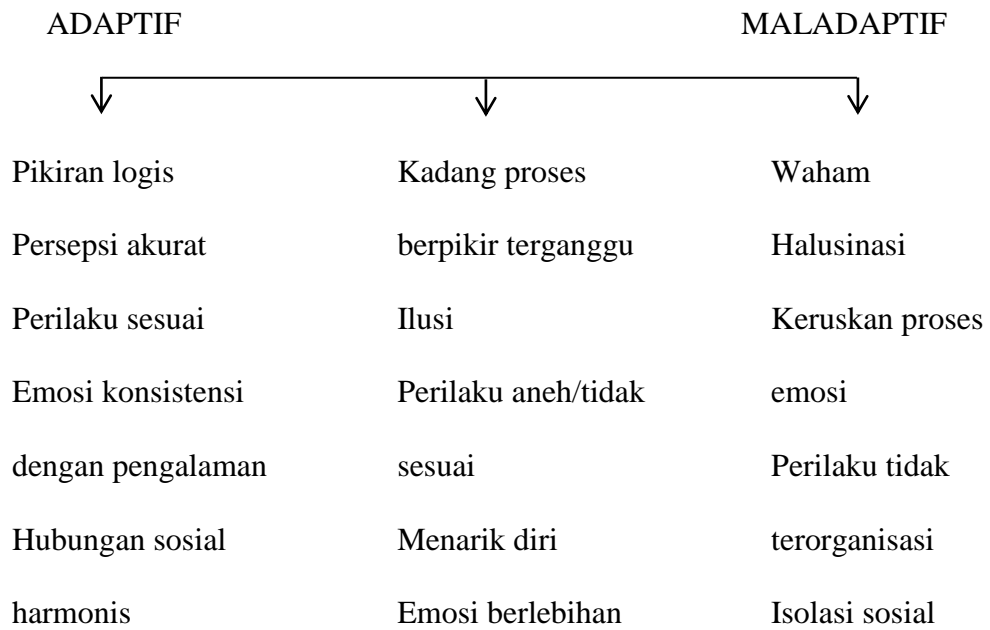 ADAPTIF
MALADAPTIF
Pikiran logis
Persepsi akurat
Perilaku sesuai
Emosi konsistensi
dengan pengalaman
Hubungan sosial
harmonis
Kadang proses
berpikir terganggu
Ilusi
Perilaku aneh/tidak
sesuai
Menarik diri
Emosi berlebihan
Waham
Halusinasi
Keruskan proses
emosi
Perilaku tidak
terorganisasi
Isolasi sosial